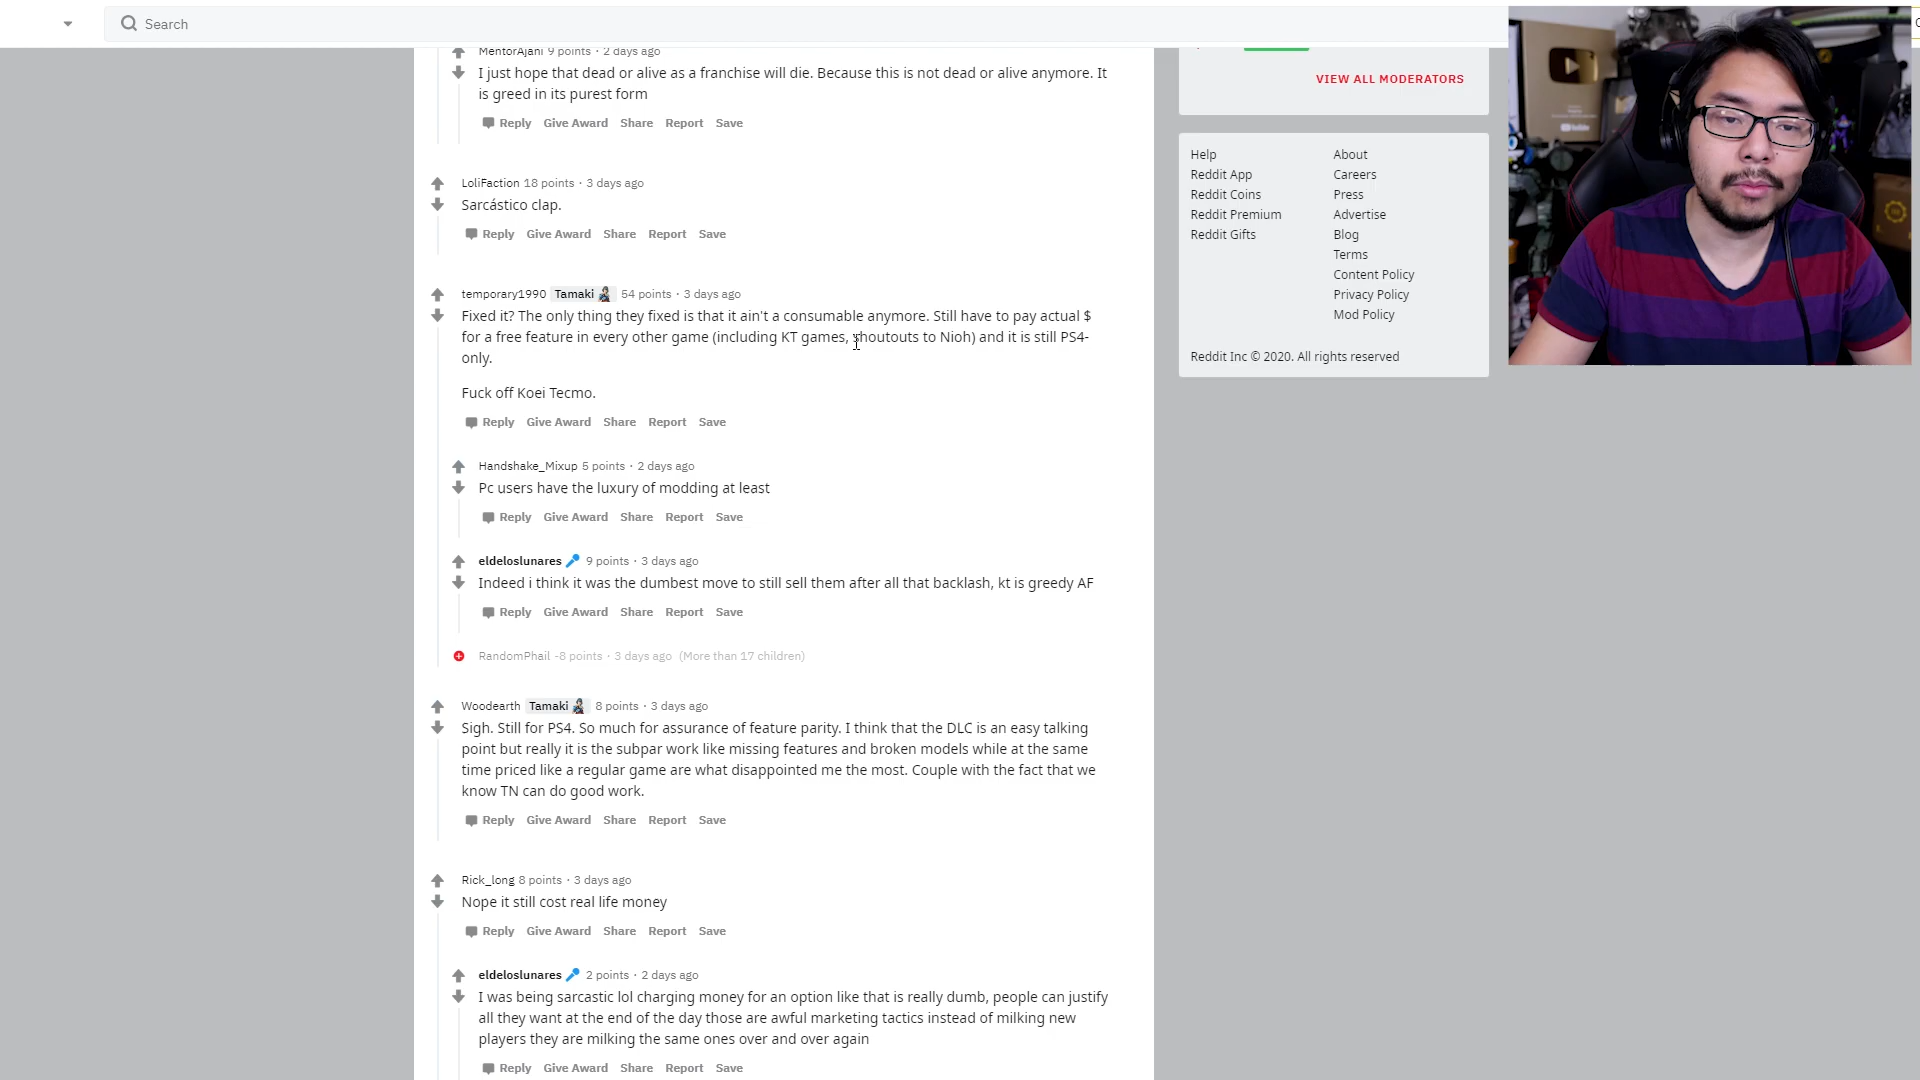 Search
MentorAjani 9 points · 2 days ago
I just hope that dead or alive as a franchise will die. Because this is not dead or alive anymore. It
is greed in its purest form
Reply Give Award Share Report Save
LoliFaction 18 points · 3 days ago
Sarcástico clap.
Reply Give Award Share Report Save
temporary1990 Tamaki 54 points · 3 days ago
Fixed it? The only thing they fixed is that it ain't a consumable anymore. Still have to pay actual $
for a free feature in every other game (including KT games, shoutouts to Nioh) and it is still PS4-
only.
Fuck off Koei Tecmo.
Reply Give Award Share Report Save
Handshake_Mixup 5 points · 2 days ago
Pc users have the luxury of modding at least
Reply Give Award Share Report Save
eldeloslunares 9 points · 3 days ago
Indeed i think it was the dumbest move to still sell them after all that backlash, kt is greedy AF
Reply Give Award Share Report Save
RandomPhail -8 points · 3 days ago (More than 17 children)
Woodearth Tamaki 8 points · 3 days ago
Sigh. Still for PS4. So much for assurance of feature parity. I think that the DLC is an easy talking
point but really it is the subpar work like missing features and broken models while at the same
time priced like a regular game are what disappointed me the most. Couple with the fact that we
know TN can do good work.
Reply Give Award Share Report Save
Rick_long 8 points · 3 days ago
Nope it still cost real life money
Reply Give Award Share Report Save
eldeloslunares 2 points · 2 days ago
I was being sarcastic lol charging money for an option like that is really dumb, people can justify
all they want at the end of the day those are awful marketing tactics instead of milking new
players they are milking the same ones over and over again
Reply Give Award Share Report Save
VIEW ALL MODERATORS
Help
Reddit App
Reddit Coins
Reddit Premium
Reddit Gifts
About
Careers
Press
Advertise
Blog
Terms
Content Policy
Privacy Policy
Mod Policy
Reddit Inc © 2020. All rights reserved